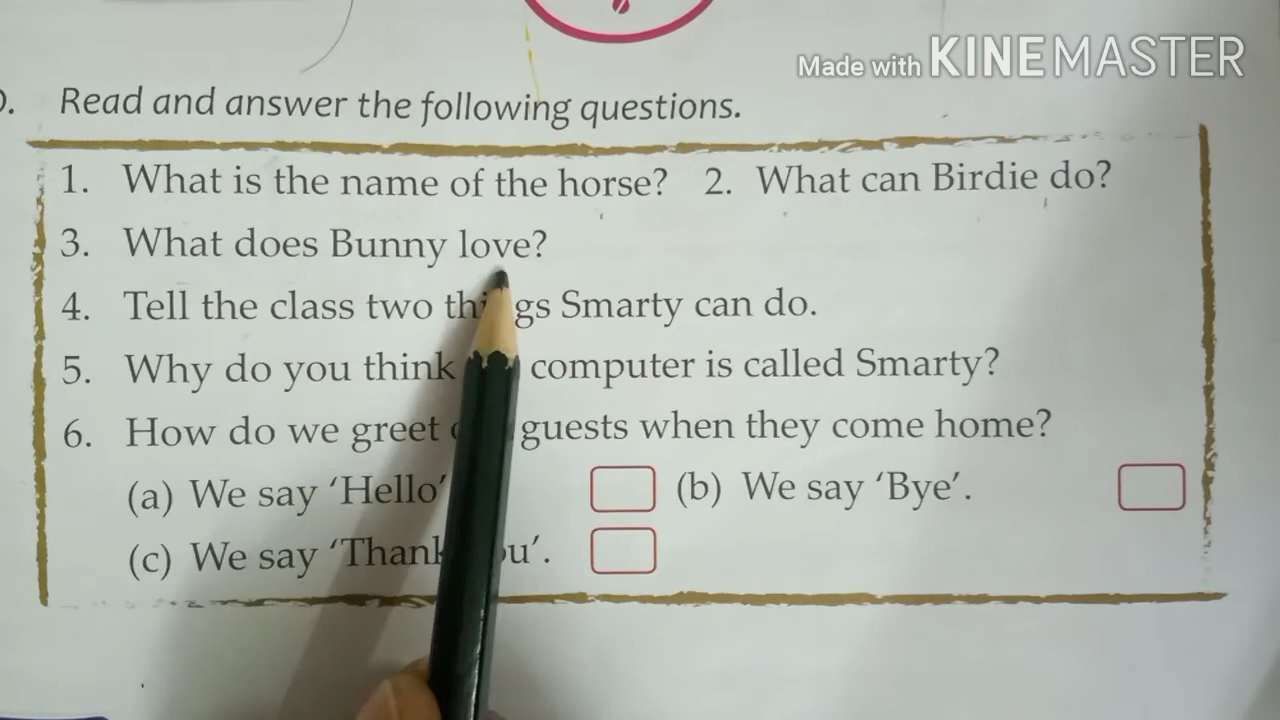 Made with KINEMASTER
Read and answer the following questions.
1. What is the name of the horse? 2. What can Birdie do?
3. What does Bunny love?
4. Tell the class two things Smarty can do.
5. Why do you think computer is called Smarty?
6. How do we greet guests when they come home?
(a) We say ‘Hello’ (b) We say ‘Bye’.
(c) We say ‘Thank you’.